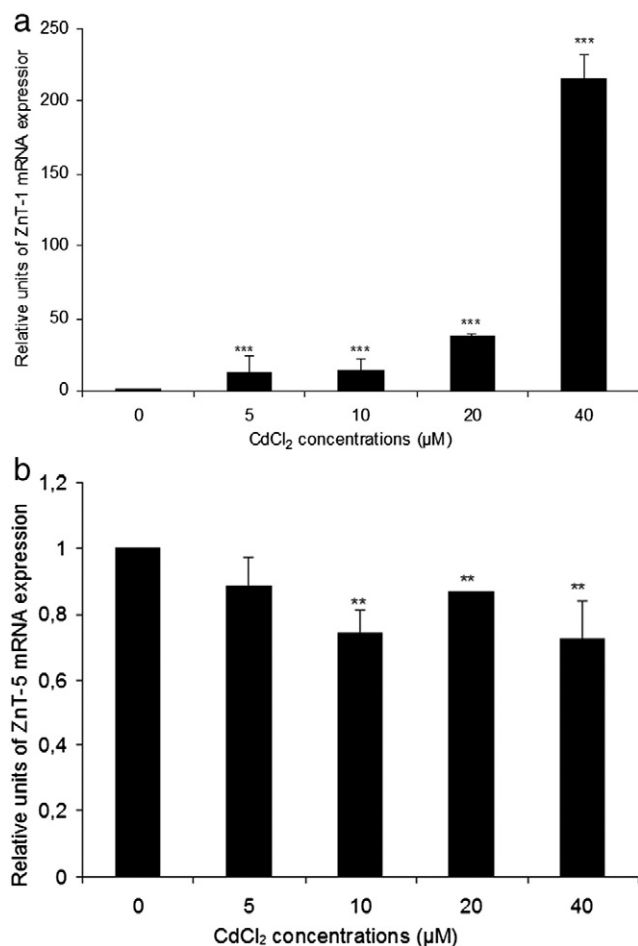 a
Relative units of ZnT-1 mRNA expressior
250
200
150
100
50
0
***
***
***
***
0 5 10 20 40
CdCl₂ concentrations (µM)
b
Relative units of ZnT-5 mRNA expression
1,2
1
0,8
0,6
0,4
0,2
0
**
**
**
0 5 10 20 40
CdCl₂ concentrations (µM)